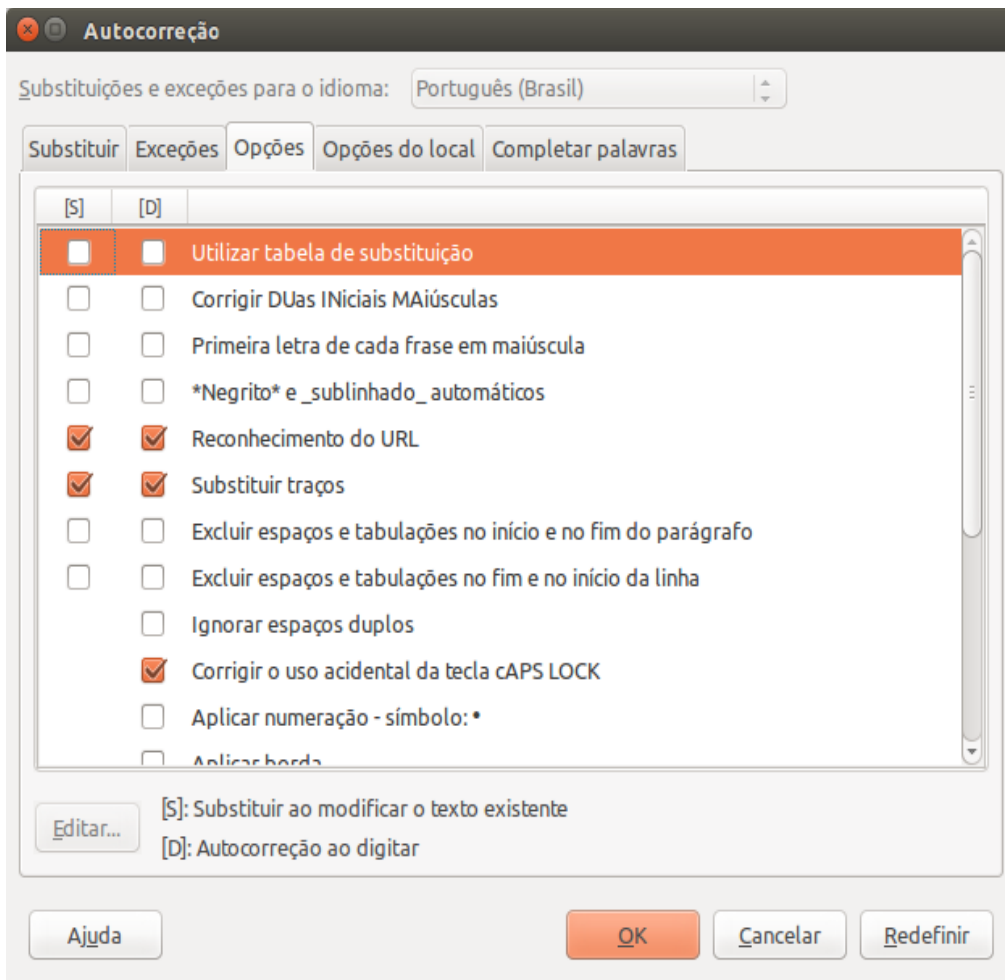 Autocorreção
Substituições e exceções para o idioma: Português (Brasil)
Substituir Exceções Opções Opções do local Completar palavras
[S] [D]
Utilizar tabela de substituição
Corrigir DUas INiciais MAiúsculas
Primeira letra de cada frase em maiúscula
*Negrito* e _sublinhado_ automáticos
Reconhecimento do URL
Substituir traços
Excluir espaços e tabulações no início e no fim do parágrafo
Excluir espaços e tabulações no fim e no início da linha
Ignorar espaços duplos
Corrigir o uso acidental da tecla cAPS LOCK
Aplicar numeração - símbolo: •
Aplicar borda
Editar...
[S]: Substituir ao modificar o texto existente
[D]: Autocorreção ao digitar
Ajuda OK Cancelar Redefinir